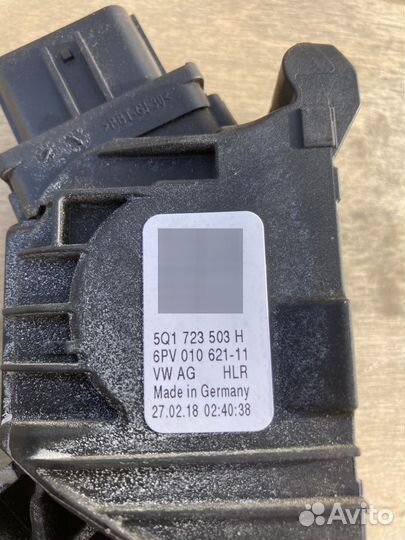 5Q1 723 503 H
6PV 010 621-11
VW AG HLR
Made in Germany
27.02.18 02:40:38
Avito